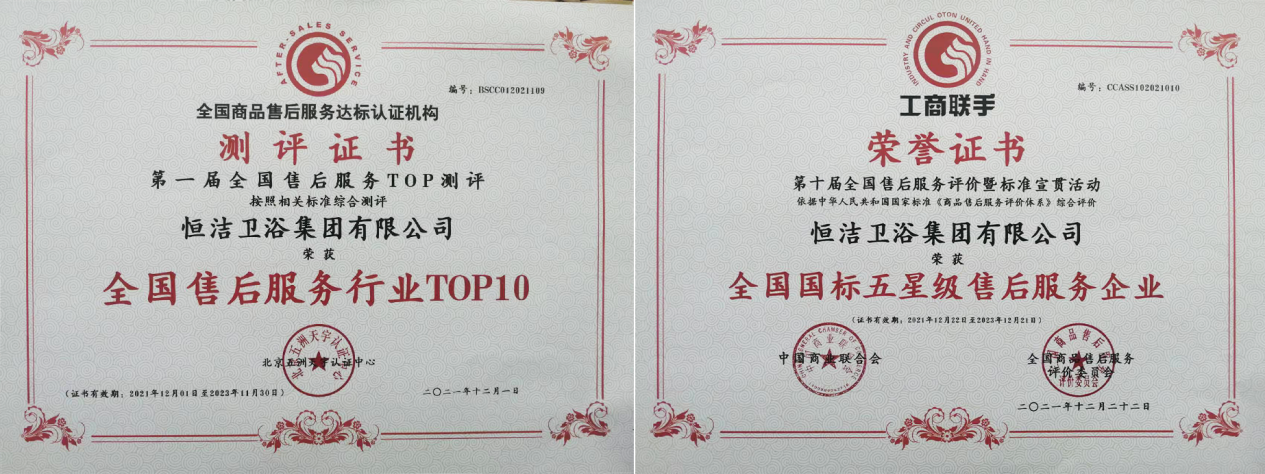 AFTER-SALES SERVICE
编号：BSCC012021109
全国商品售后服务达标认证机构
测评证书
第一届全国售后服务TOP测评
按照相关标准综合测评
恒洁卫浴集团有限公司
荣获
全国售后服务行业TOP10
北京五洲天宇认证中心
（证书有效期：2021年12月01日至2023年11月30日）
二〇二一年十二月一日
INDUSTRY AND CIRCUL OTON UNITED HAND IN HAND
编号：CCASS102021010
工商联手
荣誉证书
第十届全国售后服务评价暨标准宣贯活动
依据中华人民共和国国家标准《商品售后服务评价体系》综合评价
恒洁卫浴集团有限公司
荣获
全国国标五星级售后服务企业
（证书有效期：2021年12月22日至2023年12月21日）
中国商业联合会
全国商品售后服务
评价委员会
评价委员会
二〇二一年十二月二十二日